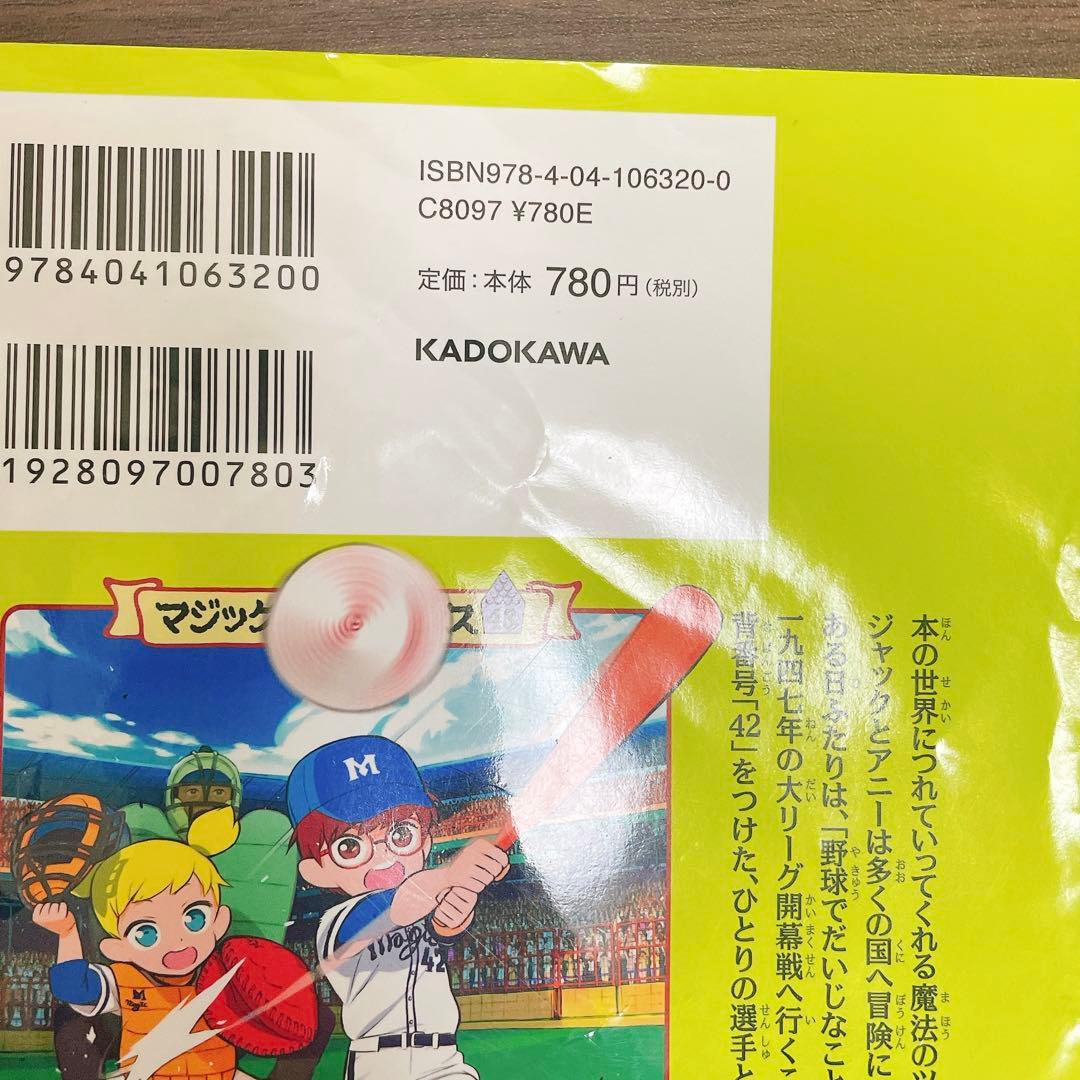 ISBN978-4-04-106320-0
C8097 ¥780E
9784041063200
定価：本体 780円（税別）
KADOKAWA
1928097007803
マジック
ス
M
42
M
Magic
本の世界につれていってくれる魔法のツ
ジャックとアニーは多くの国へ冒険に
ある日ふたりは、「野球でだいじなこと
一九四七年の大リーグ開幕戦へ行くこ
背番号「42」をつけた、ひとりの選手と